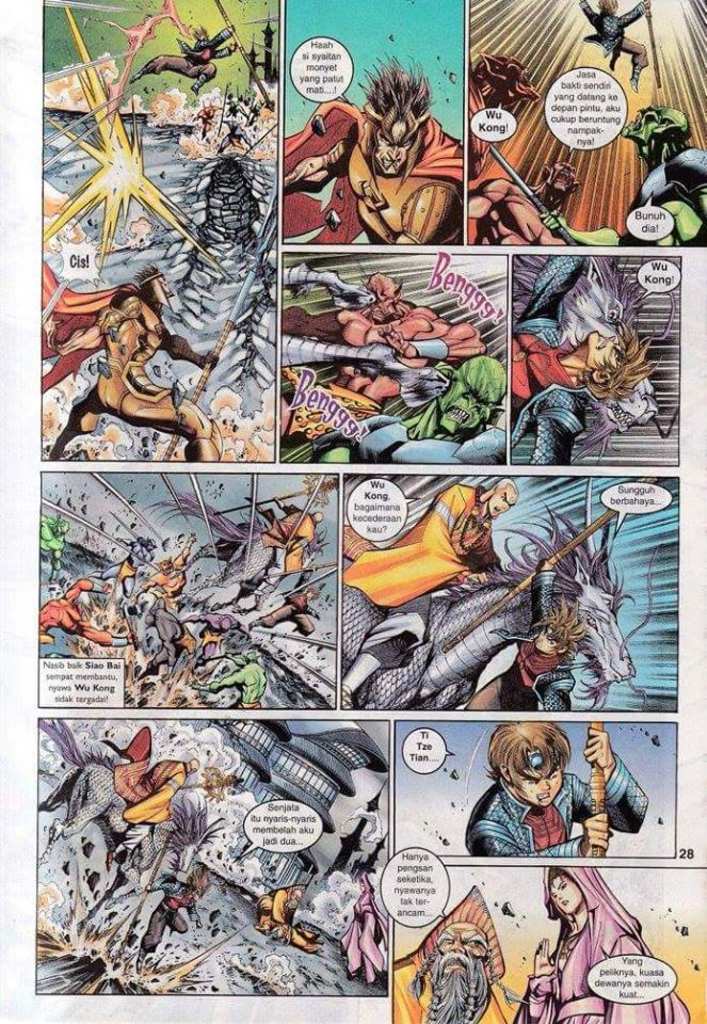 Cis!
Haah
si syaitan
monyet
yang patut
mati....!
Wu
Kong!
Jasa
bakti sendiri
yang datang ke
depan pintu, aku
cukup beruntung
nampak-
nya!
Bunuh
dia!
Benggg!
Benggg!
Wu
Kong!
Nasib baik Siao Bai
sempat membantu,
nyawa Wu Kong
tidak tergadai!
Wu
Kong,
bagaimana
kecederaan
kau?
Sungguh
berbahaya...
Senjata
itu nyaris-nyaris
membelah aku
jadi dua...
Ti
Tze
Tian....
28
Hanya
pengsan
seketika,
nyawanya
tak ter-
ancam...
Yang
peliknya, kuasa
dewanya semakin
kuat...